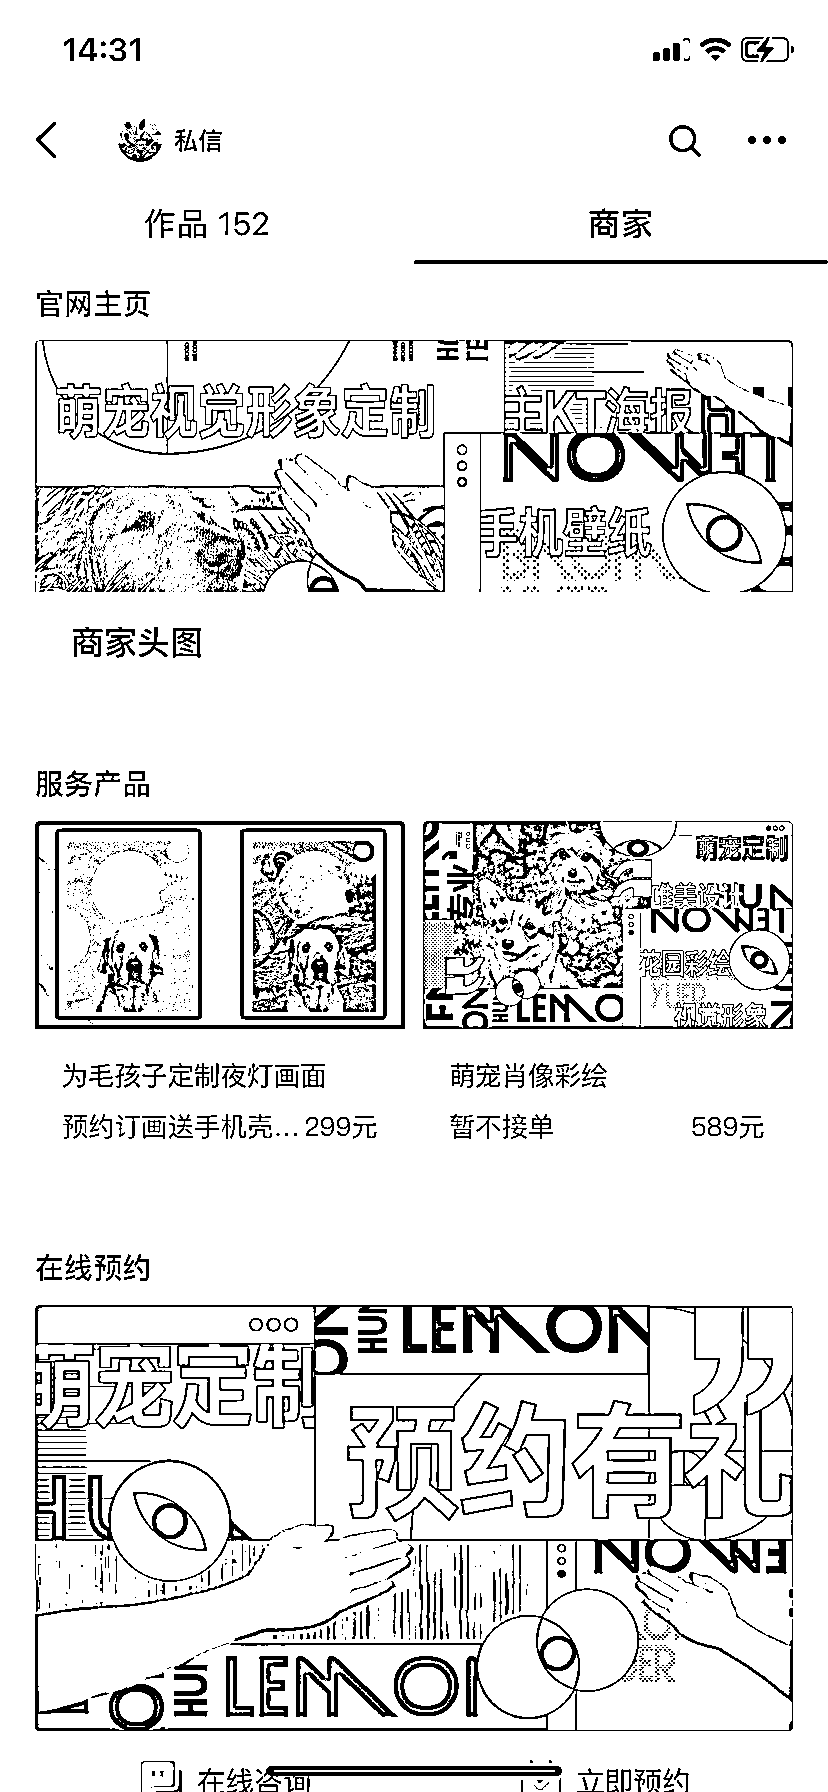 14:31
私信
作品 152
商家
官网主页
萌宠视觉形象定制
主KT海报
手机壁纸
商家头图
服务产品
萌宠定制
唯美设计
专业
花园彩绘
视觉形象
LEMO
为毛孩子定制夜灯画面
预约订画送手机壳... 299元
萌宠肖像彩绘
暂不接单 589元
在线预约
HUI LEMON
萌宠定制
预约有礼
HUI LEMON
在线咨询
立即预约